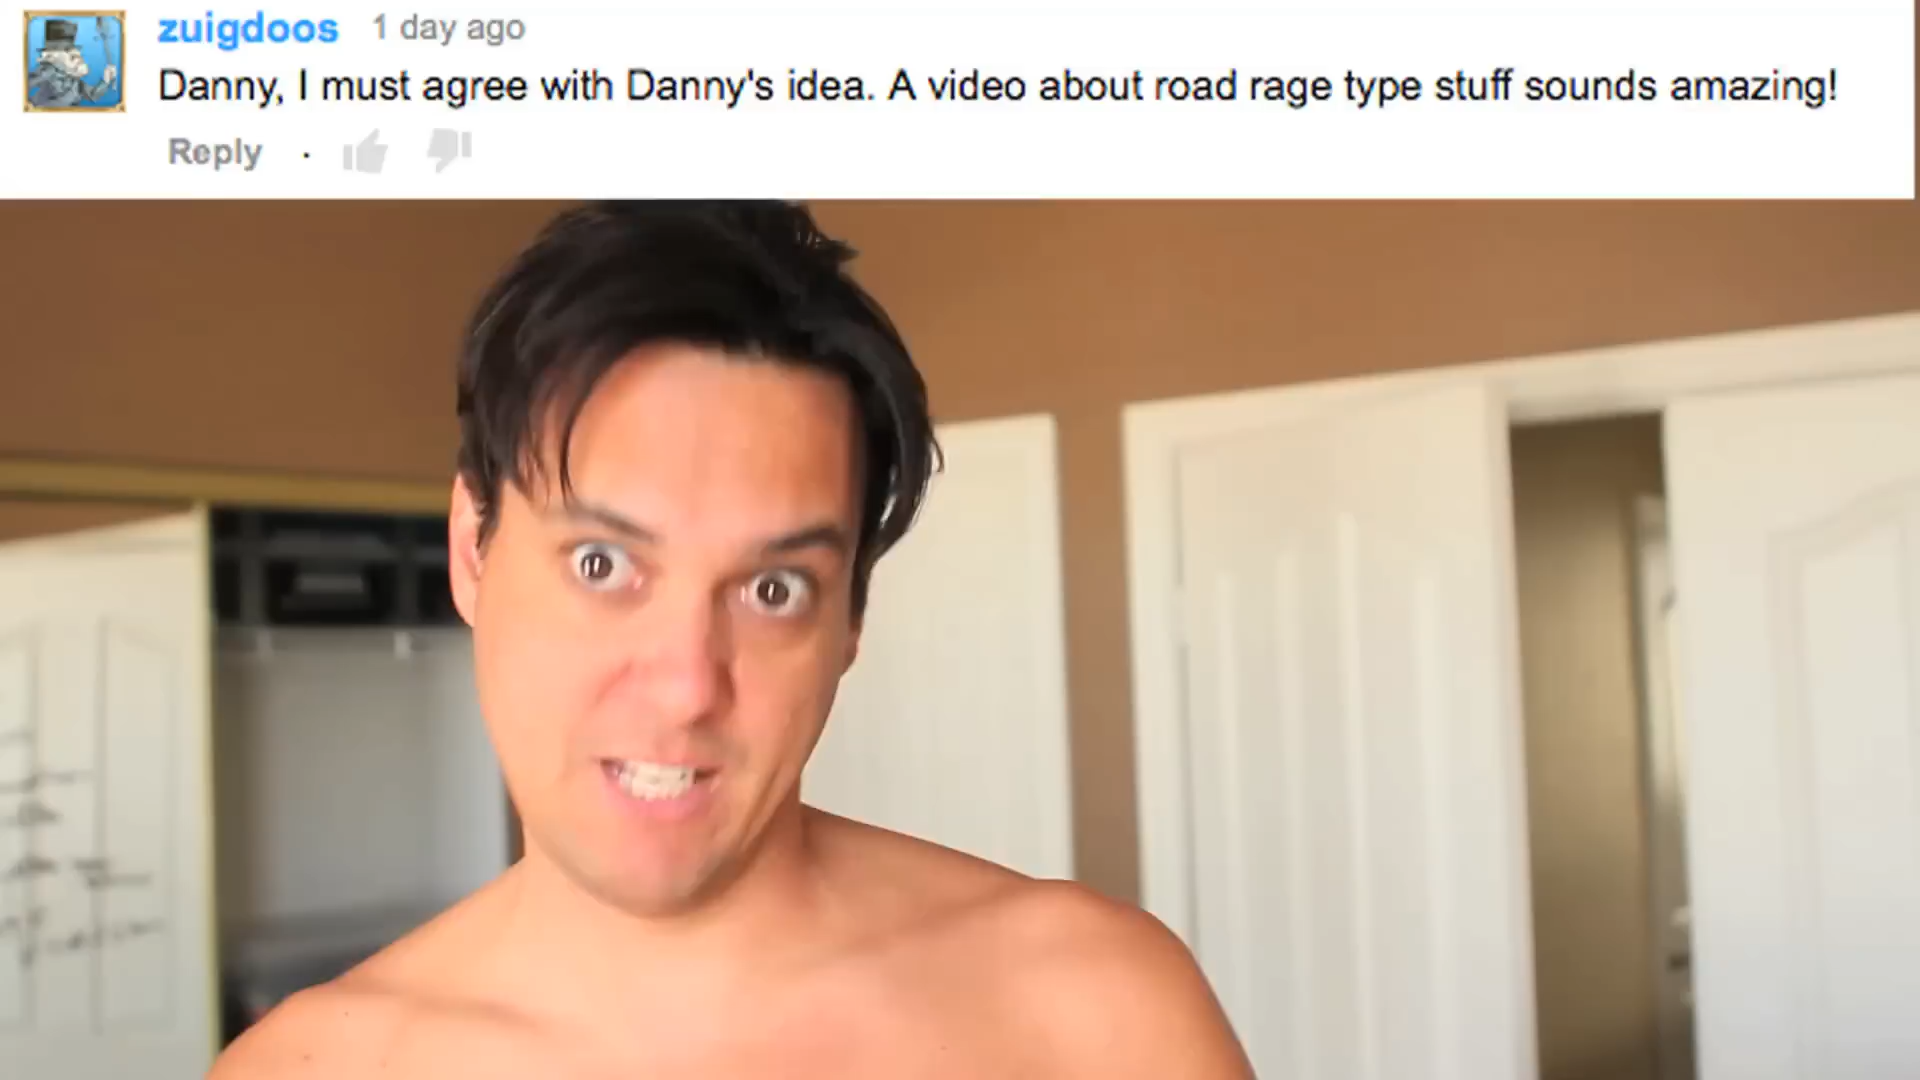 zuigdoos 1 day ago
Danny, I must agree with Danny's idea. A video about road rage type stuff sounds amazing!
Reply ·